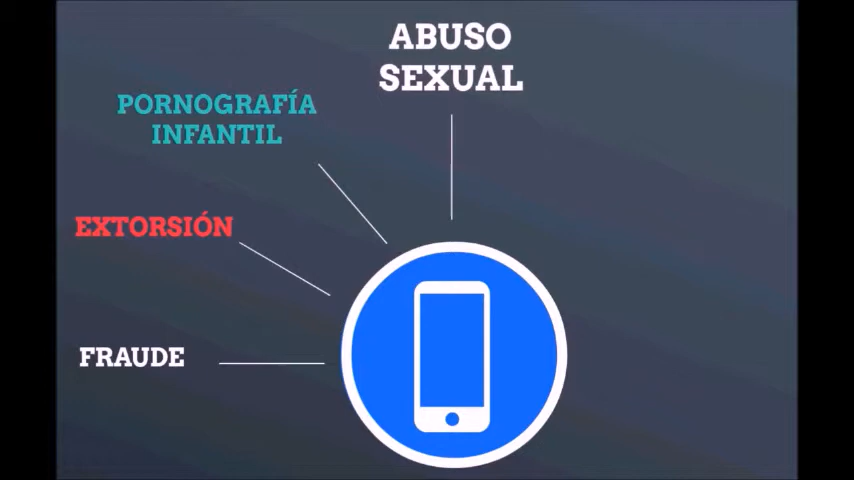 ABUSO
SEXUAL
PORNOGRAFÍA
INFANTIL
EXTORSIÓN
FRAUDE